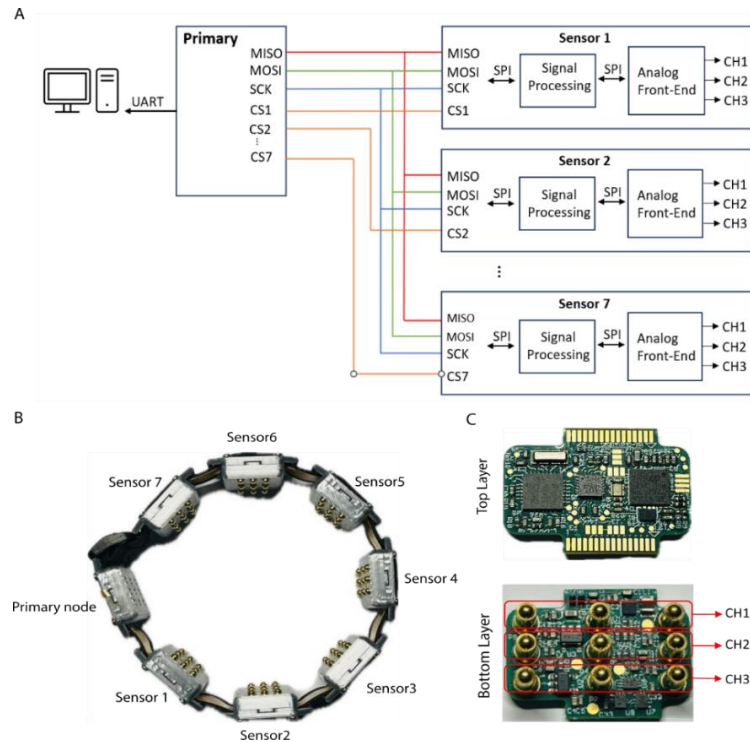 A
Primary
MISO
MOSI
SCK
CS1
CS2
⋮
CS7
UART
Sensor 1
MISO
MOSI
SCK
CS1
SPI
Signal
Processing
SPI
Analog
Front-End
CH1
CH2
CH3
Sensor 2
MISO
MOSI
SCK
CS2
SPI
Signal
Processing
SPI
Analog
Front-End
CH1
CH2
CH3
⋮
Sensor 7
MISO
MOSI
SCK
CS7
SPI
Signal
Processing
SPI
Analog
Front-End
CH1
CH2
CH3
B
Sensor6
Sensor 7
Sensor5
Sensor 4
Primary node
Sensor3
Sensor 1
Sensor2
C
Top Layer
Bottom Layer
CH1
CH2
CH3